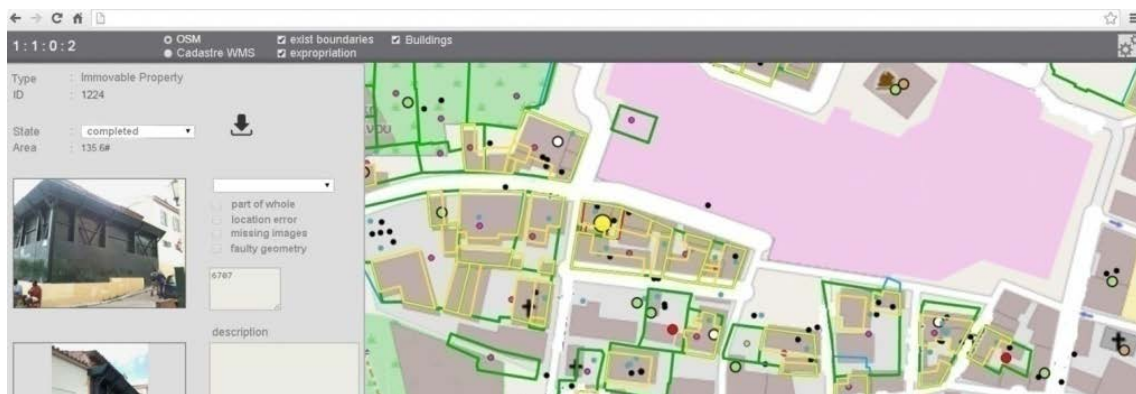 1:1:0:2
OSM
Cadastre WMS
exist boundaries
expropriation
Buildings
Type : Immovable Property
ID : 1224
State : completed
Area : 135.6#
part of whole
location error
missing images
faulty geometry
6707
description
VOU